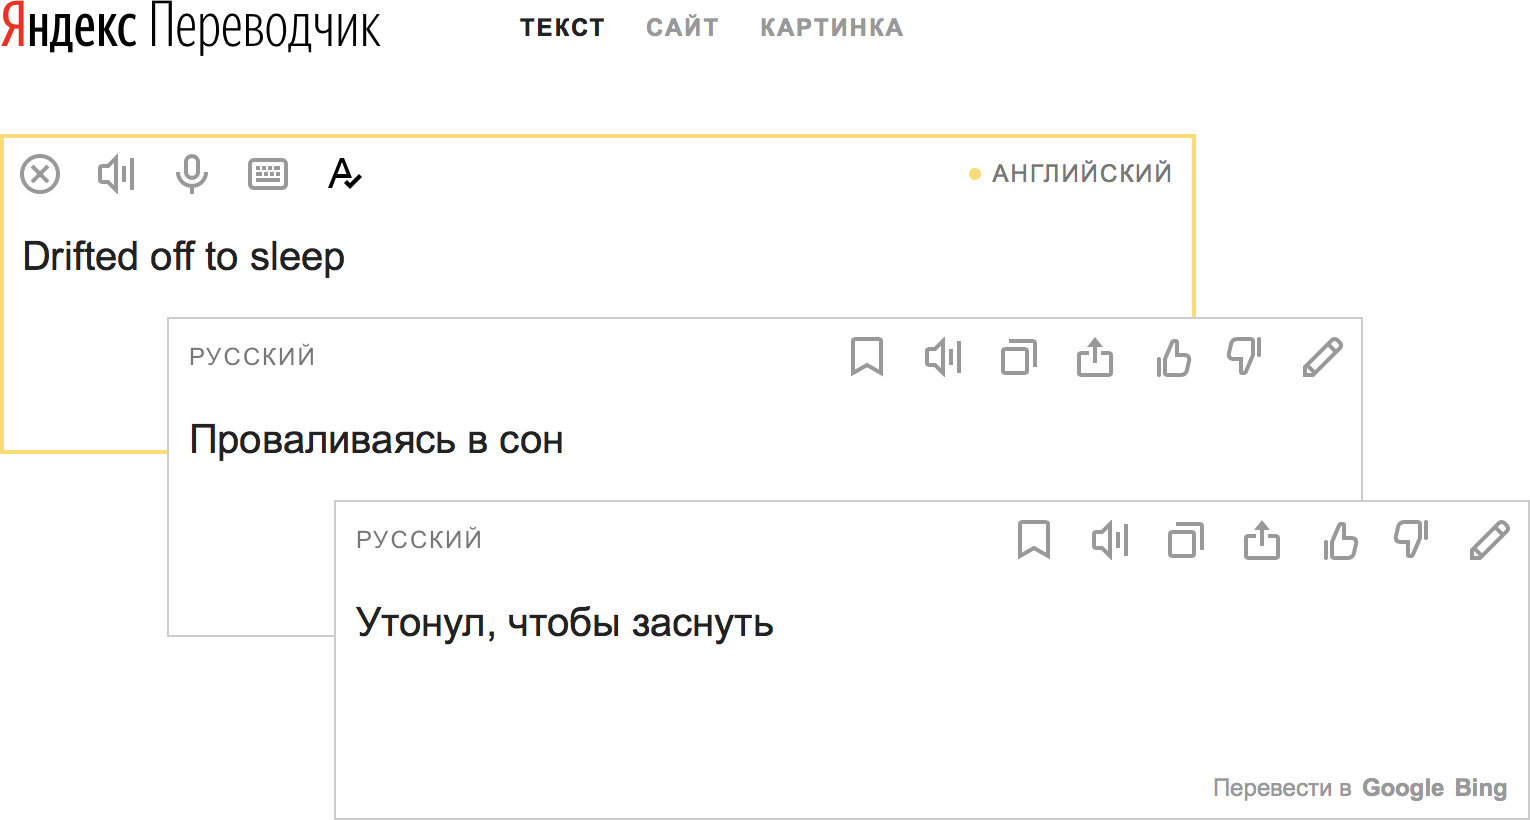 Яндекс Переводчик
ТЕКСТ САЙТ КАРТИНКА
АНГЛИЙСКИЙ
Drifted off to sleep
РУССКИЙ
Проваливаясь в сон
РУССКИЙ
Утонул, чтобы заснуть
Перевести в Google Bing